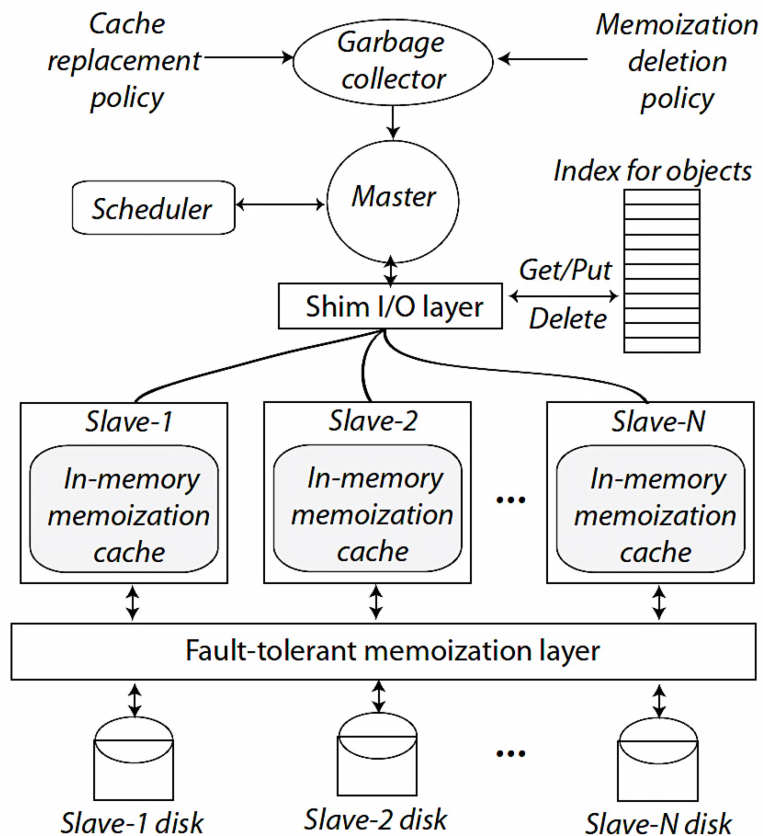 Cache
replacement
policy
Garbage
collector
Memoization
deletion
policy
Scheduler
Master
Index for objects
Shim I/O layer
Get/Put
Delete
Slave-1
In-memory
memoization
cache
Slave-2
In-memory
memoization
cache
...
Slave-N
In-memory
memoization
cache
Fault-tolerant memoization layer
Slave-1 disk
Slave-2 disk
...
Slave-N disk